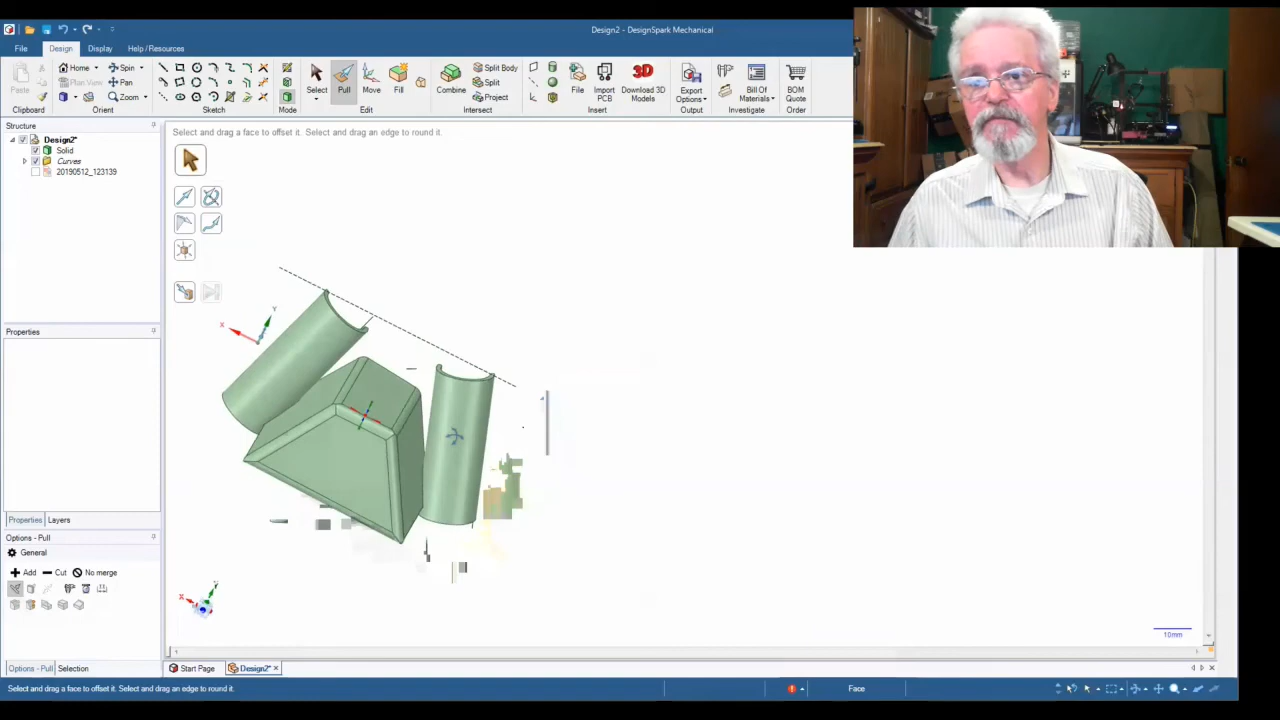 Design2 - DesignSpark Mechanical
File Design Display Help / Resources
Home Spin Select Pull Move Fill Combine Split Body File Import PCB Download 3D Models Export Options Bill Of Materials BOM Quote
Paste Plan View Pan Split
Zoom Project
Clipboard Orient Sketch Mode Edit Intersect Insert Output Investigate Order
Structure
Select and drag a face to offset it. Select and drag an edge to round it.
Design2*
Solid
Curves
20190512_123139
X Y
Properties
Properties Layers
Options - Pull
General
Add Cut No merge
X
10mm
Options - Pull Selection Start Page Design2*
Select and drag a face to offset it. Select and drag an edge to round it. Face